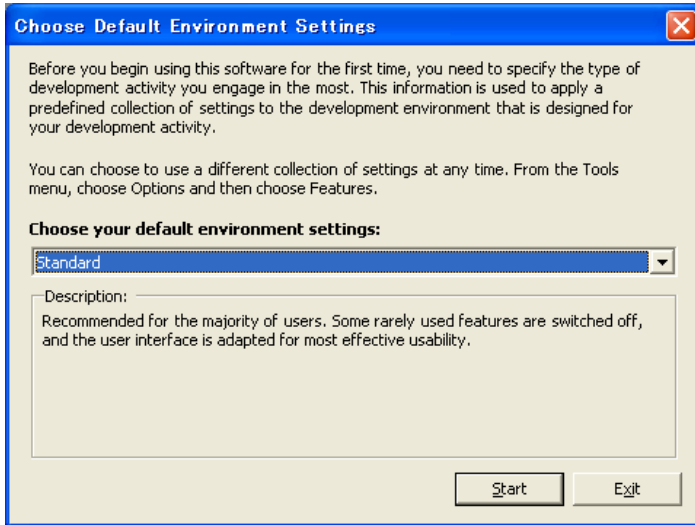 Choose Default Environment Settings
Before you begin using this software for the first time, you need to specify the type of
development activity you engage in the most. This information is used to apply a
predefined collection of settings to the development environment that is designed for
your development activity.
You can choose to use a different collection of settings at any time. From the Tools
menu, choose Options and then choose Features.
Choose your default environment settings:
Standard
Description:
Recommended for the majority of users. Some rarely used features are switched off,
and the user interface is adapted for most effective usability.
Start Exit